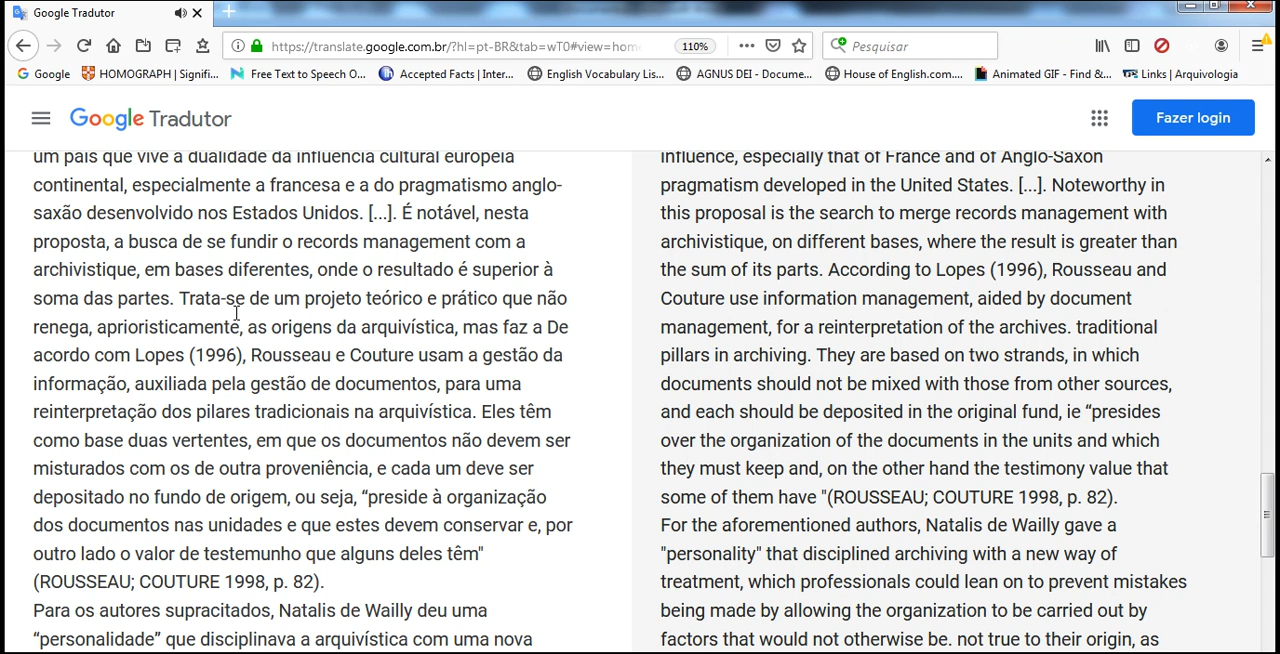 Google Tradutor
https://translate.google.com.br/?hl=pt-BR&tab=wT0#view=hom
110%
Pesquisar
Google
HOMOGRAPH | Signifi...
Free Text to Speech O...
Accepted Facts | Inter...
English Vocabulary Lis...
AGNUS DEI - Docume...
House of English.com....
Animated GIF - Find &...
Links | Arquivologia
Google Tradutor
Fazer login
um país que vive a dualidade da influência cultural europeia
continental, especialmente a francesa e a do pragmatismo anglo-
saxão desenvolvido nos Estados Unidos. [...]. É notável, nesta
proposta, a busca de se fundir o records management com a
archivistique, em bases diferentes, onde o resultado é superior à
soma das partes. Trata-se de um projeto teórico e prático que não
renega, aprioristicamente, as origens da arquivística, mas faz a De
acordo com Lopes (1996), Rousseau e Couture usam a gestão da
informação, auxiliada pela gestão de documentos, para uma
reinterpretação dos pilares tradicionais na arquivística. Eles têm
como base duas vertentes, em que os documentos não devem ser
misturados com os de outra proveniência, e cada um deve ser
depositado no fundo de origem, ou seja, “preside à organização
dos documentos nas unidades e que estes devem conservar e, por
outro lado o valor de testemunho que alguns deles têm"
(ROUSSEAU; COUTURE 1998, p. 82).
Para os autores supracitados, Natalis de Wailly deu uma
“personalidade” que disciplinava a arquivística com uma nova
influence, especially that of France and of Anglo-Saxon
pragmatism developed in the United States. [...]. Noteworthy in
this proposal is the search to merge records management with
archivistique, on different bases, where the result is greater than
the sum of its parts. According to Lopes (1996), Rousseau and
Couture use information management, aided by document
management, for a reinterpretation of the archives. traditional
pillars in archiving. They are based on two strands, in which
documents should not be mixed with those from other sources,
and each should be deposited in the original fund, ie “presides
over the organization of the documents in the units and which
they must keep and, on the other hand the testimony value that
some of them have "(ROUSSEAU; COUTURE 1998, p. 82).
For the aforementioned authors, Natalis de Wailly gave a
"personality" that disciplined archiving with a new way of
treatment, which professionals could lean on to prevent mistakes
being made by allowing the organization to be carried out by
factors that would not otherwise be. not true to their origin, as